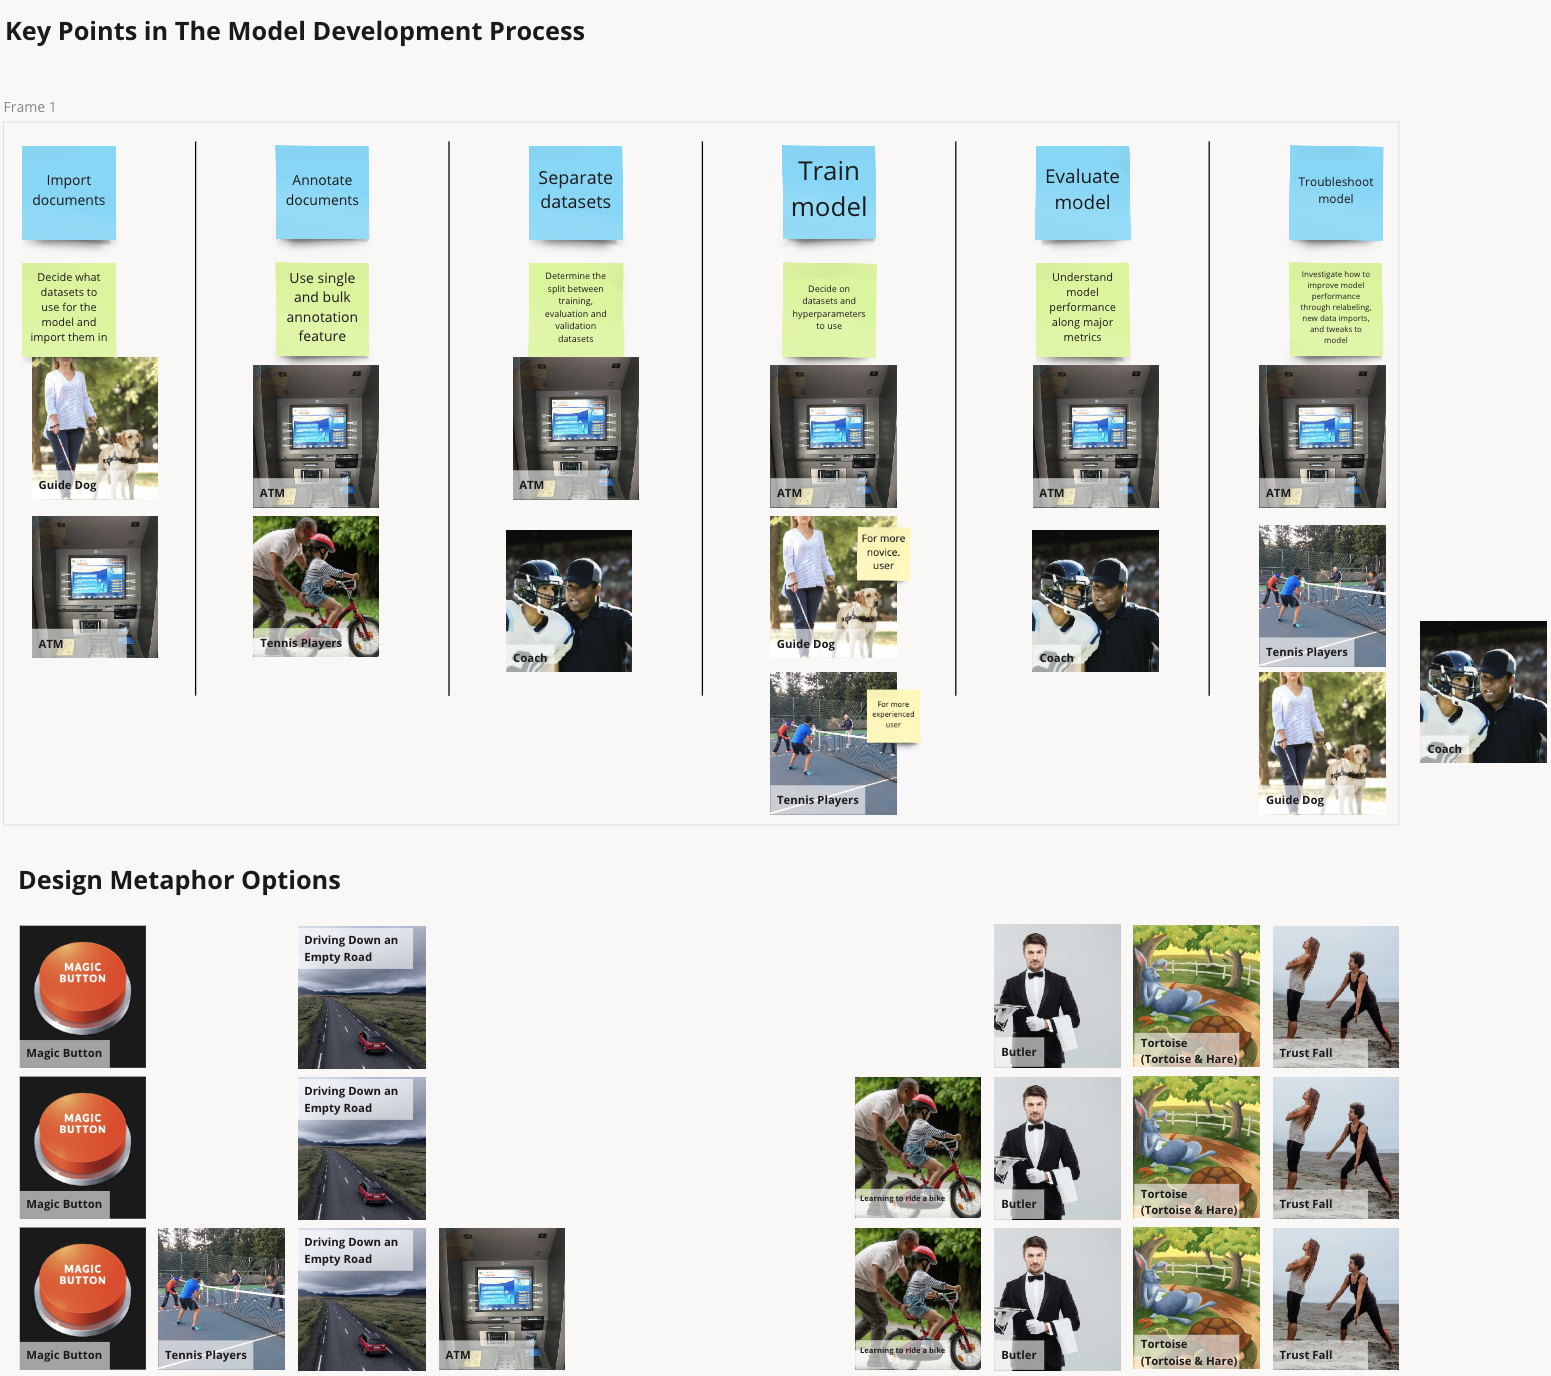 Key Points in The Model Development Process
Frame 1
Import
documents
Annotate
documents
Separate
datasets
Train
model
Evaluate
model
Troubleshoot
model
Decide what
datasets to
use for the
model and
import them in
Use single
and bulk
annotation
feature
Determine the
split between
training,
evaluation and
validation
datasets
Decide on
datasets and
hyperparameters
to use
Understand
model
performance
along major
metrics
Investigate how to
improve model
performance
through relabeling,
new data imports,
and tweaks to
model
Guide Dog
ATM
ATM
ATM
ATM
ATM
ATM
Tennis Players
Coach
For more
novice.
user
Guide Dog
Coach
Tennis Players
For more
experienced
user
Tennis Players
Guide Dog
Coach
Design Metaphor Options
MAGIC
BUTTON
Magic Button
Driving Down an
Empty Road
Butler
Tortoise
(Tortoise & Hare)
Trust Fall
MAGIC
BUTTON
Magic Button
Driving Down an
Empty Road
Learning to ride a bike
Butler
Tortoise
(Tortoise & Hare)
Trust Fall
MAGIC
BUTTON
Magic Button
Tennis Players
Driving Down an
Empty Road
ATM
Learning to ride a bike
Butler
Tortoise
(Tortoise & Hare)
Trust Fall